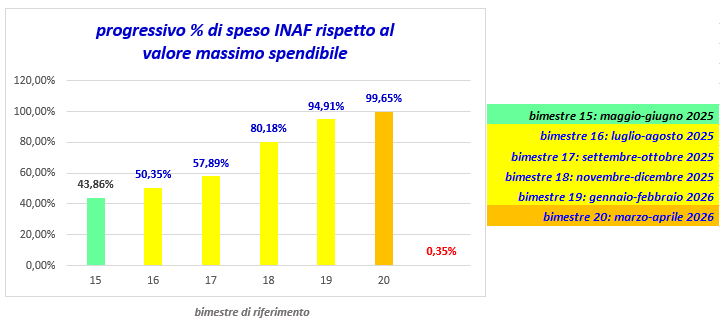 progressivo % di speso INAF rispetto al
valore massimo spendibile
120,00%
100,00%
80,00%
60,00%
40,00%
20,00%
0,00%
43,86%
50,35%
57,89%
80,18%
94,91%
99,65%
0,35%
15
16
17
18
19
20
bimestre di riferimento
bimestre 15: maggio-giugno 2025
bimestre 16: luglio-agosto 2025
bimestre 17: settembre-ottobre 2025
bimestre 18: novembre-dicembre 2025
bimestre 19: gennaio-febbraio 2026
bimestre 20: marzo-aprile 2026